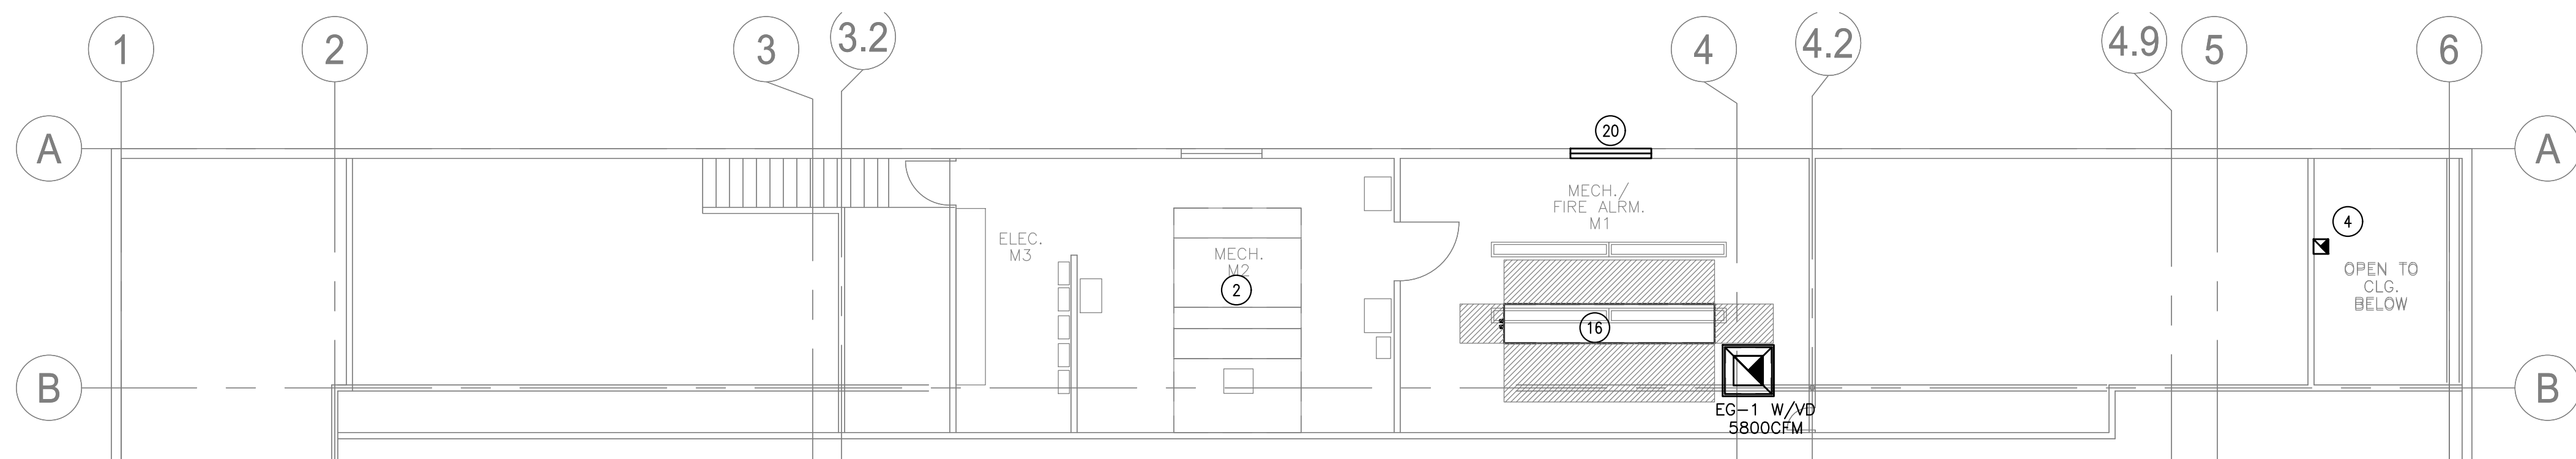 1
2
3
3.2
4
4.2
4.9
5
6
A
A
20
MECH./
FIRE ALRM.
M1
ELEC.
M3
MECH.
M2
2
4
OPEN TO
CLG.
BELOW
16
B
B
EG-1 W/VD
5800CFM